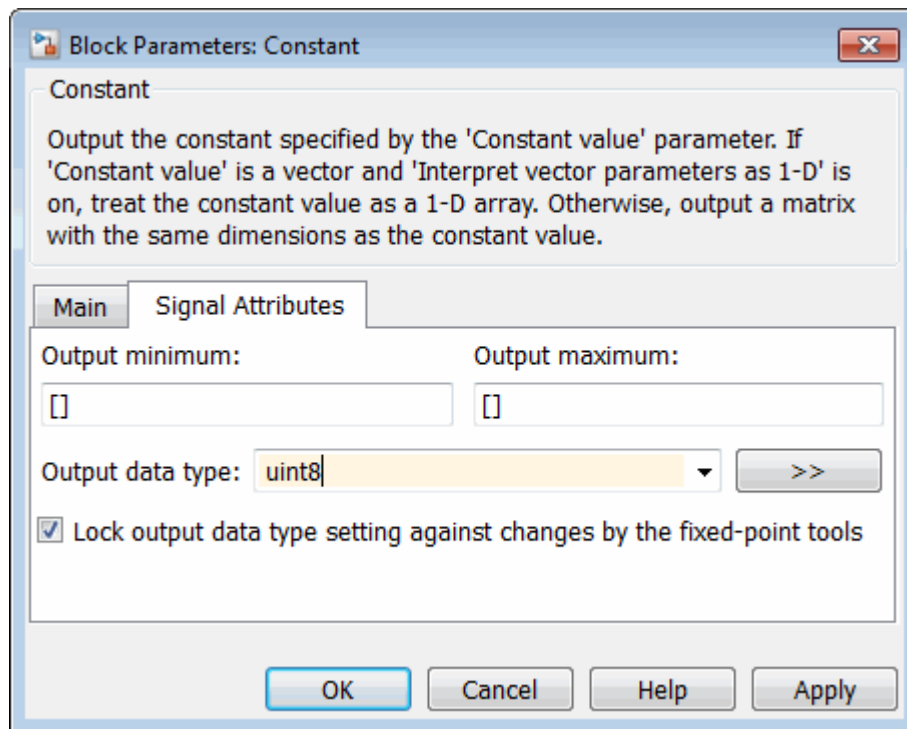 Block Parameters: Constant
Constant
Output the constant specified by the 'Constant value' parameter. If
'Constant value' is a vector and 'Interpret vector parameters as 1-D' is
on, treat the constant value as a 1-D array. Otherwise, output a matrix
with the same dimensions as the constant value.
Main Signal Attributes
Output minimum: Output maximum:
[] []
Output data type: uint8 >>
Lock output data type setting against changes by the fixed-point tools
OK Cancel Help Apply